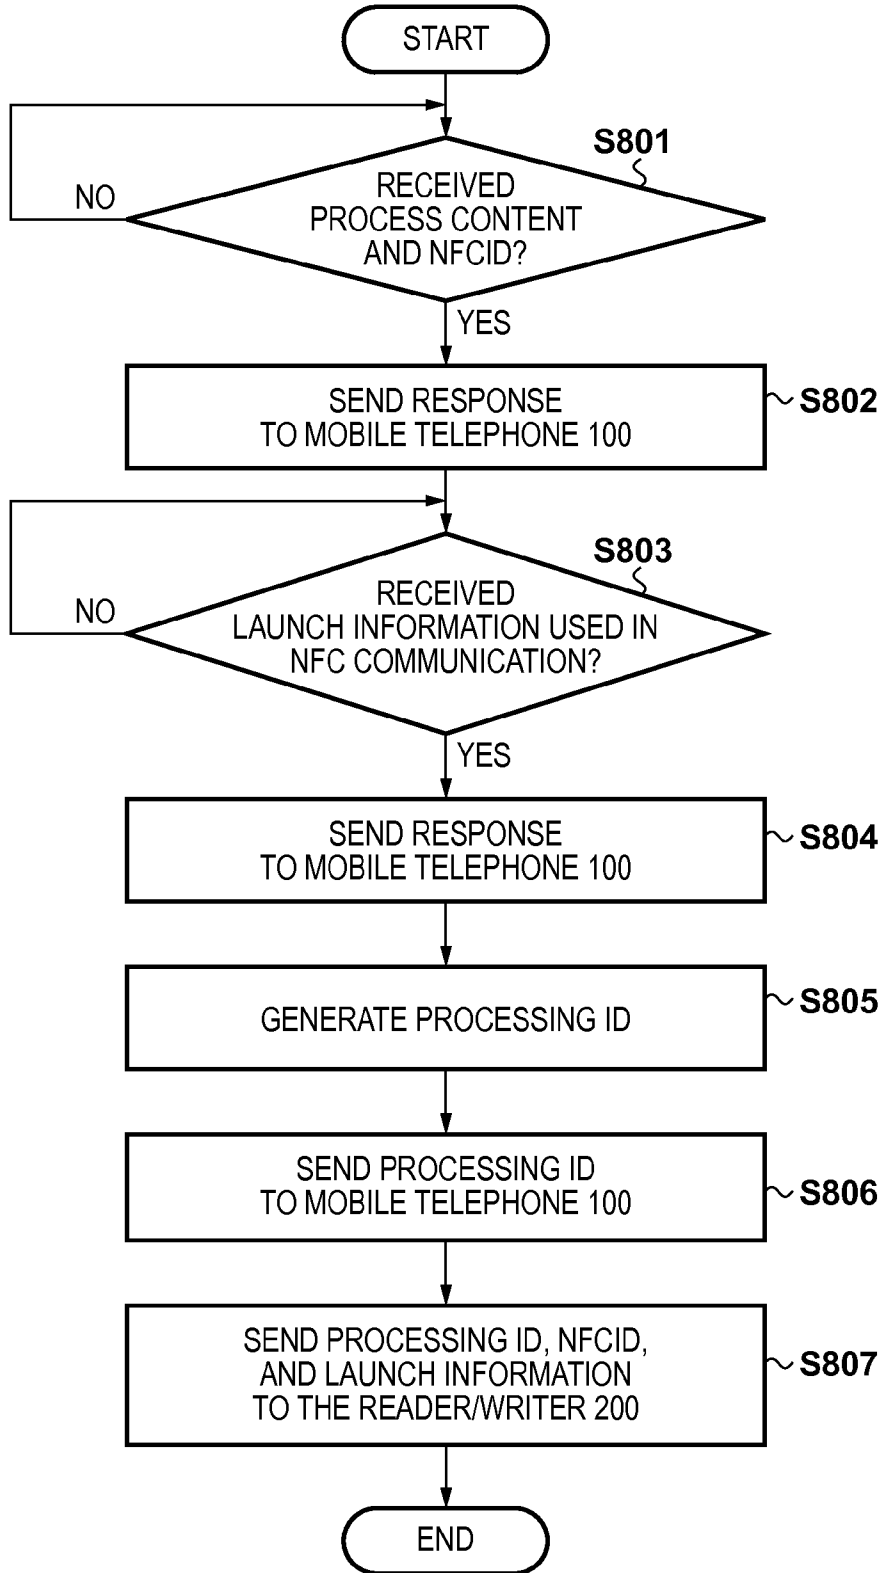 START
S801
RECEIVED
PROCESS CONTENT
AND NFCID?
NO
YES
SEND RESPONSE
TO MOBILE TELEPHONE 100
S802
S803
RECEIVED
LAUNCH INFORMATION USED IN
NFC COMMUNICATION?
NO
YES
SEND RESPONSE
TO MOBILE TELEPHONE 100
S804
GENERATE PROCESSING ID
S805
SEND PROCESSING ID
TO MOBILE TELEPHONE 100
S806
SEND PROCESSING ID, NFCID,
AND LAUNCH INFORMATION
TO THE READER/WRITER 200
S807
END